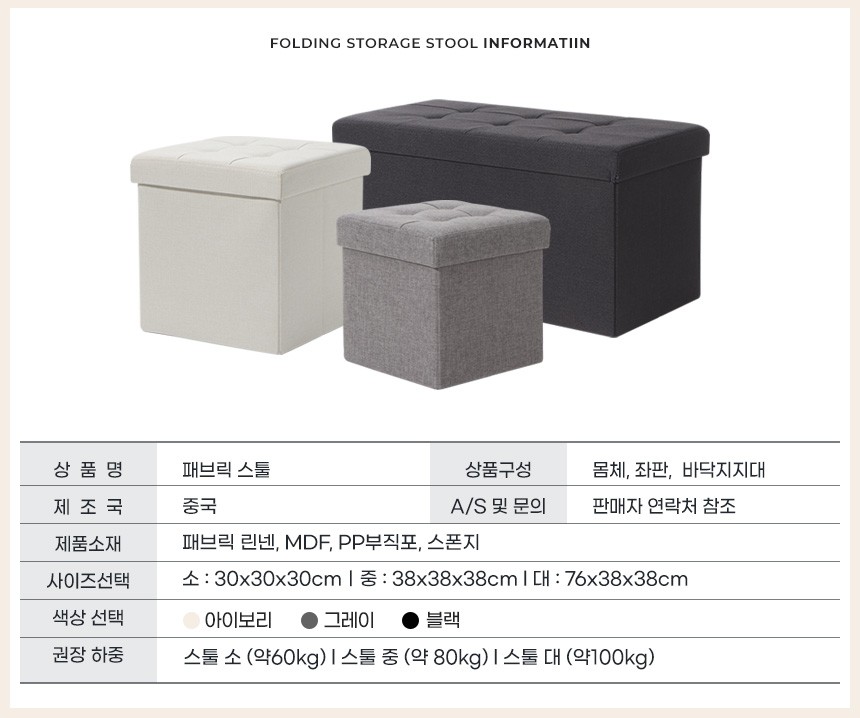 FOLDING STORAGE STOOL INFORMATIIN
상 품 명 패브릭 스툴 상품구성 몸체, 좌판, 바닥지지대
제 조 국 중국 A/S 및 문의 판매자 연락처 참조
제품소재 패브릭 린넨, MDF, PP부직포, 스폰지
사이즈선택 소 : 30x30x30cm | 중 : 38x38x38cm | 대 : 76x38x38cm
색상 선택 아이보리 그레이 블랙
권장 하중 스툴 소 (약60kg) | 스툴 중 (약 80kg) | 스툴 대 (약100kg)